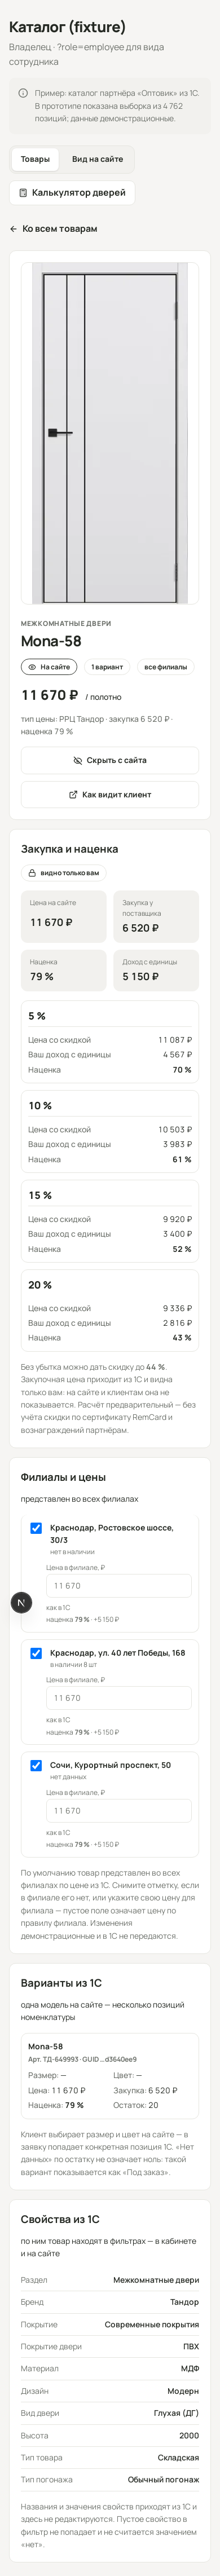 Каталог (fixture)
Владелец · ?role=employee для вида
сотрудника
Пример: каталог партнёра «Оптовик» из 1С.
В прототипе показана выборка из 4 762
позиций; данные демонстрационные.
Товары
Вид на сайте
Калькулятор дверей
Ко всем товарам
МЕЖКОМНАТНЫЕ ДВЕРИ
Mona-58
На сайте
1 вариант
все филиалы
11 670 ₽ / полотно
тип цены: РРЦ Тандор · закупка 6 520 ₽ ·
наценка 79 %
Скрыть с сайта
Как видит клиент
Закупка и наценка
видно только вам
Цена на сайте
11 670 ₽
Закупка у
поставщика
6 520 ₽
Наценка
79 %
Доход с единицы
5 150 ₽
5 %
Цена со скидкой 11 087 ₽
Ваш доход с единицы 4 567 ₽
Наценка 70 %
10 %
Цена со скидкой 10 503 ₽
Ваш доход с единицы 3 983 ₽
Наценка 61 %
15 %
Цена со скидкой 9 920 ₽
Ваш доход с единицы 3 400 ₽
Наценка 52 %
20 %
Цена со скидкой 9 336 ₽
Ваш доход с единицы 2 816 ₽
Наценка 43 %
Без убытка можно дать скидку до 44 %.
Закупочная цена приходит из 1С и видна
только вам: на сайте и клиентам она не
показывается. Расчёт предварительный — без
учёта скидки по сертификату RemCard и
вознаграждений партнёрам.
Филиалы и цены
представлен во всех филиалах
Краснодар, Ростовское шоссе,
30/3
нет в наличии
Цена в филиале, ₽
11670
как в 1С
наценка 79 % · +5 150 ₽
N
Краснодар, ул. 40 лет Победы, 168
в наличии 8 шт
Цена в филиале, ₽
11670
как в 1С
наценка 79 % · +5 150 ₽
Сочи, Курортный проспект, 50
нет данных
Цена в филиале, ₽
11670
как в 1С
наценка 79 % · +5 150 ₽
По умолчанию товар представлен во всех
филиалах по цене из 1С. Снимите отметку, если
в филиале его нет, или укажите свою цену для
филиала — пустое поле означает цену по
правилу филиала. Изменения
демонстрационные и в 1С не передаются.
Варианты из 1С
одна модель на сайте — несколько позиций
номенклатуры
Mona-58
Арт. ТД-649993 · GUID …d3640ee9
Размер: — Цвет: —
Цена: 11 670 ₽ Закупка: 6 520 ₽
Наценка: 79 % Остаток: 20
Клиент выбирает размер и цвет на сайте — в
заявку попадает конкретная позиция 1С. «Нет
данных» по остатку не означает ноль: такой
вариант показывается как «Под заказ».
Свойства из 1С
по ним товар находят в фильтрах — в кабинете
и на сайте
Раздел Межкомнатные двери
Бренд Тандор
Покрытие Современные покрытия
Покрытие двери ПВХ
Материал МДФ
Дизайн Модерн
Вид двери Глухая (ДГ)
Высота 2000
Тип товара Складская
Тип погонажа Обычный погонаж
Названия и значения свойств приходят из 1С и
здесь не редактируются. Пустое свойство в
фильтр не попадает и не считается значением
«нет».